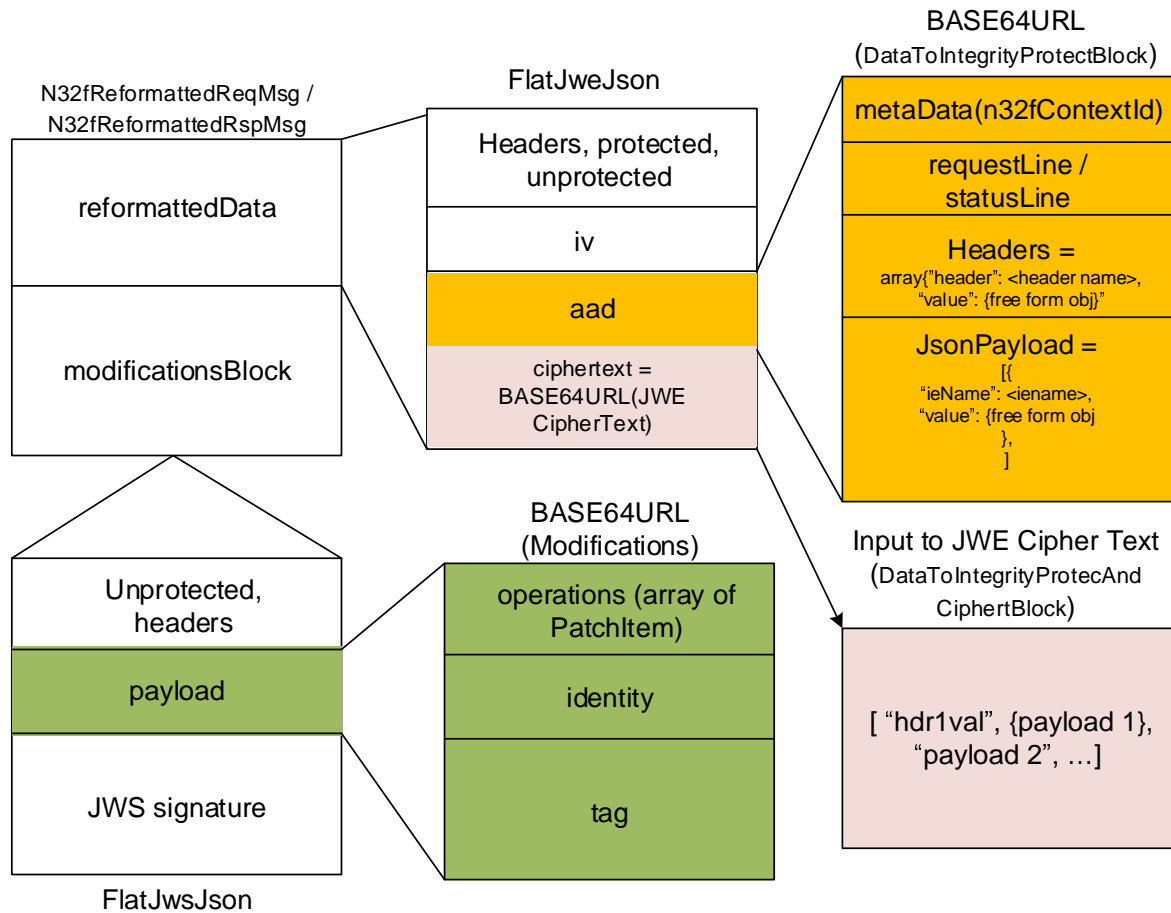 N32fReformattedReqMsg /
N32fReformattedRspMsg
reformattedData
modificationsBlock
FlatJweJson
Headers, protected,
unprotected
iv
aad
ciphertext =
BASE64URL(JWE
CipherText)
BASE64URL
(DataToIntegrityProtectBlock)
metaData(n32fContextId)
requestLine /
statusLine
Headers =
array{”header”: <header name>,
“value”: {free form obj}”
JsonPayload =
[{
“ieName”: <iename>,
“value”: {free form obj
},
]
Unprotected,
headers
payload
JWS signature
FlatJwsJson
BASE64URL
(Modifications)
operations (array of
PatchItem)
identity
tag
Input to JWE Cipher Text
(DataToIntegrityProtecAnd
CiphertBlock)
[ “hdr1val”, {payload 1},
“payload 2”, …]